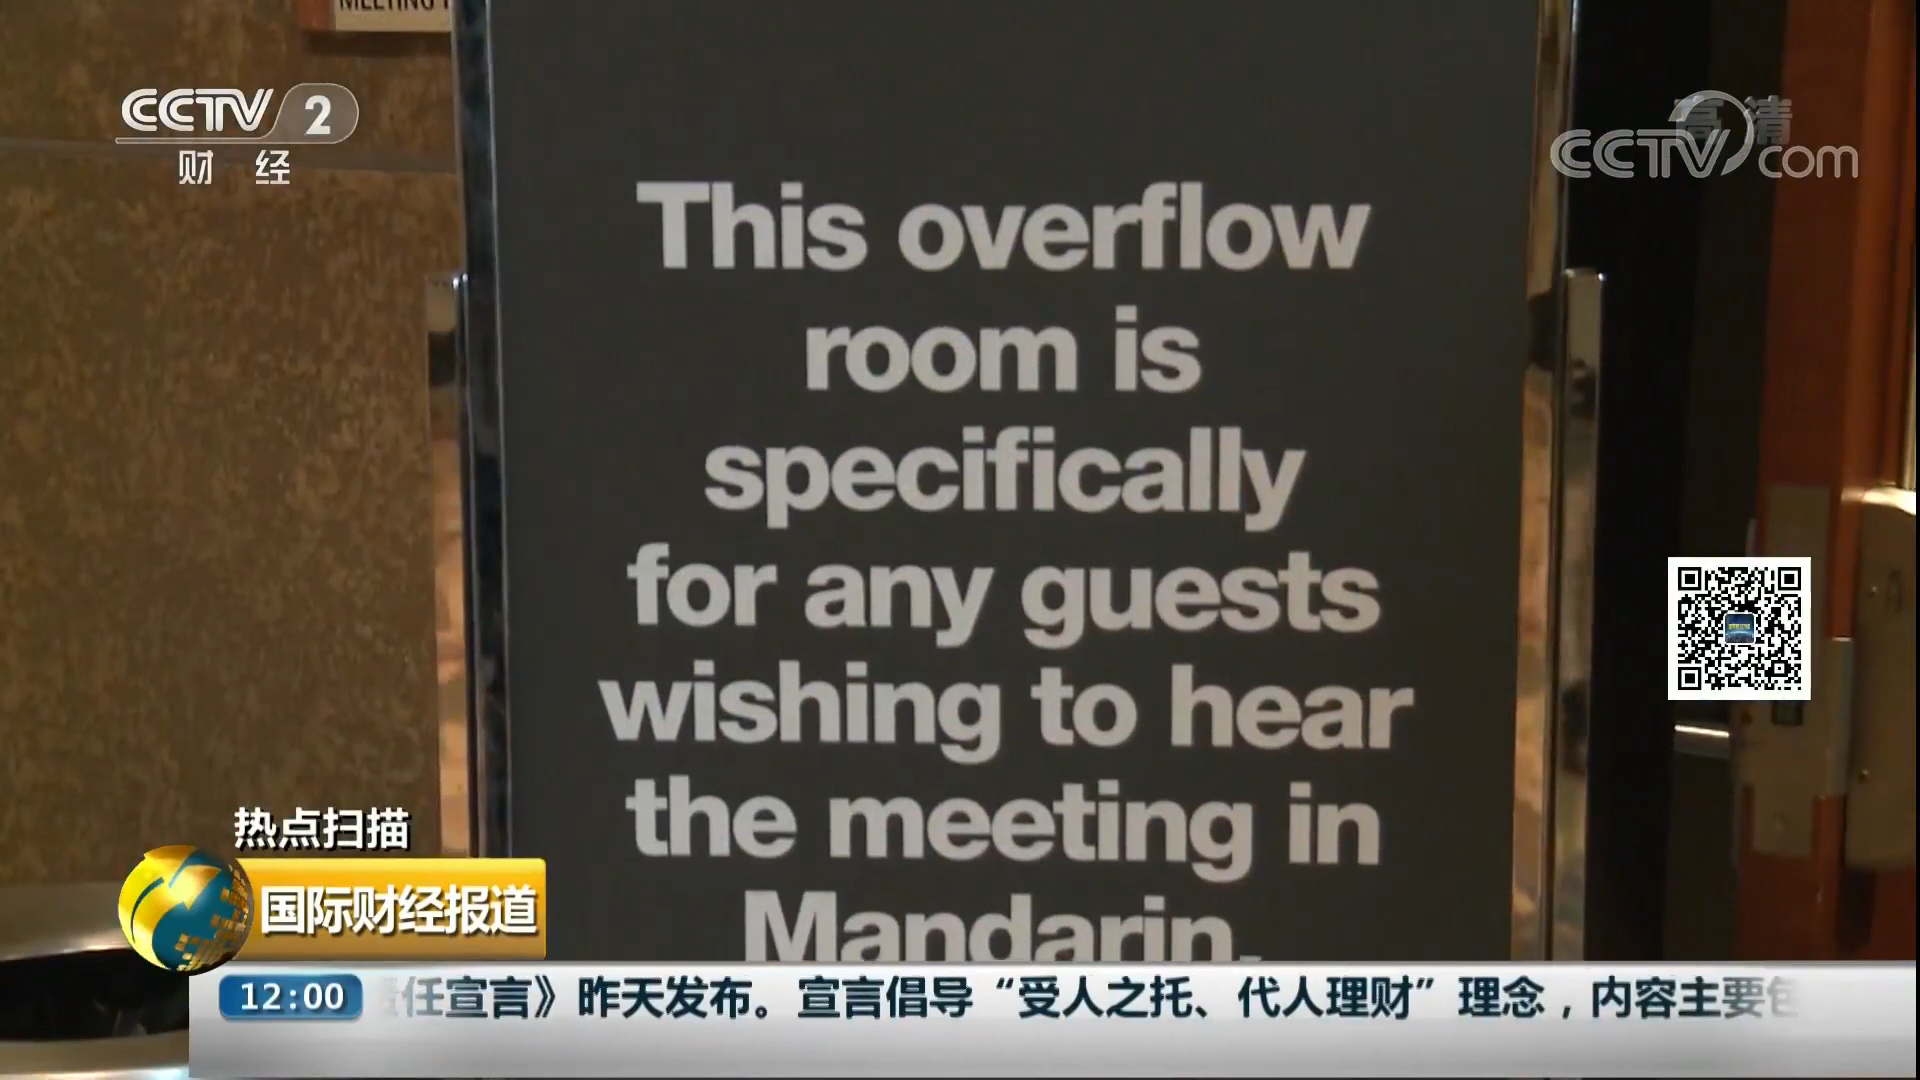 MEETING
CCTV 2
财 经
高清
CCTV.com
This overflow
room is
specifically
for any guests
wishing to hear
the meeting in
Mandarin.
热点扫描
国际财经报道
12:00
任宣言》昨天发布。宣言倡导“受人之托、代人理财”理念，内容主要